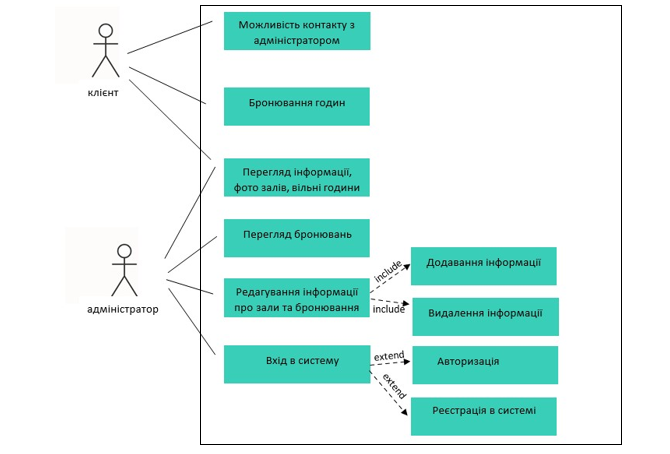 Можливість контакту з
адміністратором
клієнт
Бронювання годин
Перегляд інформації,
фото залів, вільні години
Перегляд бронювань
адміністратор
Редагування інформації
про зали та бронювання
include
Додавання інформації
include
Видалення інформації
Вхід в систему
extend
Авторизація
extend
Реєстрація в системі